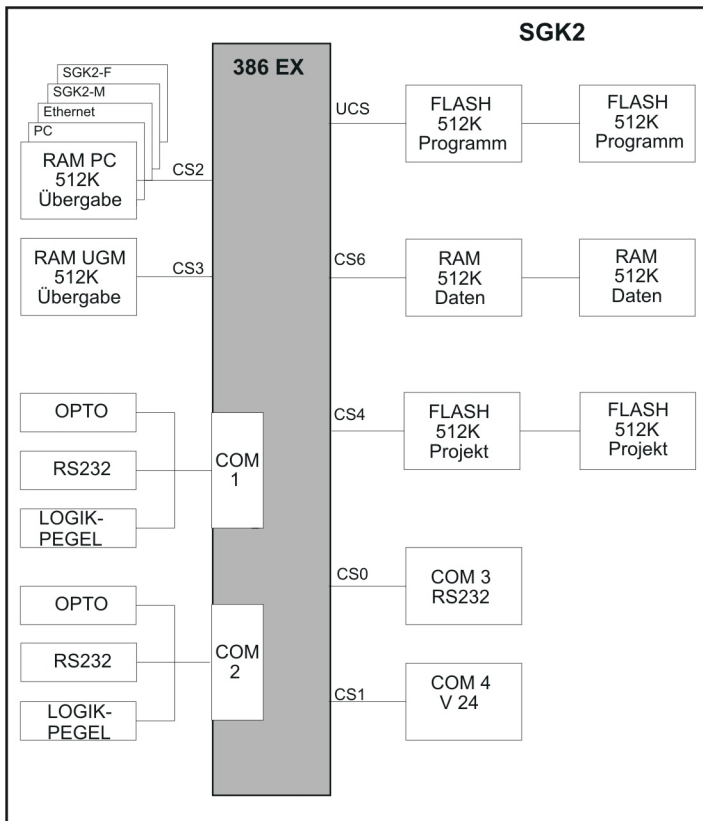 SGK2
386 EX
SGK2-F
SGK2-M
Ethernet
PC
RAM PC
512K
Übergabe
CS2
RAM UGM
512K
Übergabe
CS3
OPTO
RS232
LOGIK-
PEGEL
COM
1
OPTO
RS232
LOGIK-
PEGEL
COM
2
UCS
FLASH
512K
Programm
FLASH
512K
Programm
CS6
RAM
512K
Daten
RAM
512K
Daten
CS4
FLASH
512K
Projekt
FLASH
512K
Projekt
CS0
COM 3
RS232
CS1
COM 4
V 24